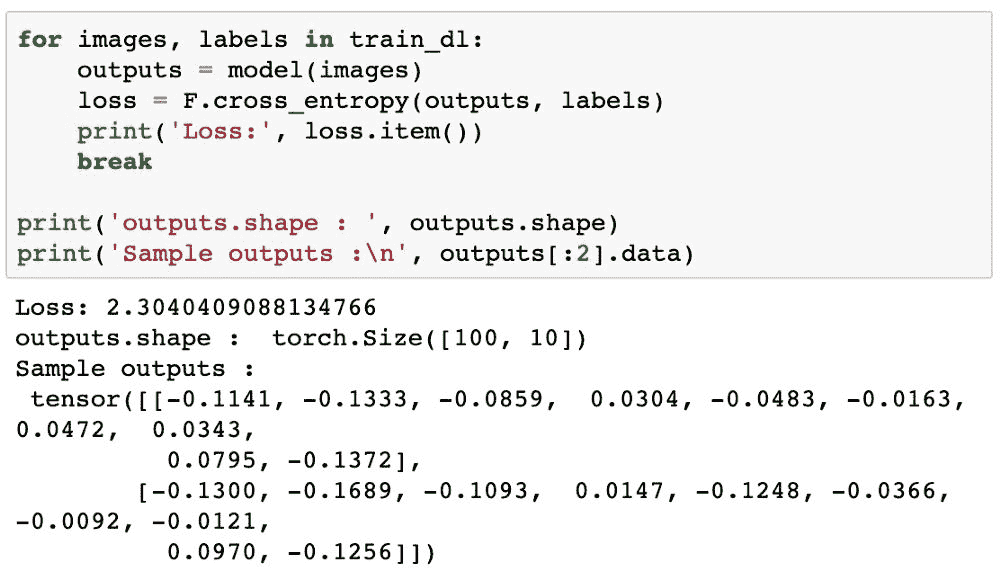 for images, labels in train_dl:
    outputs = model(images)
    loss = F.cross_entropy(outputs, labels)
    print('Loss:', loss.item())
    break

print('outputs.shape : ', outputs.shape)
print('Sample outputs :\n', outputs[:2].data)
Loss: 2.3040409088134766
outputs.shape :  torch.Size([100, 10])
Sample outputs :
 tensor([[-0.1141, -0.1333, -0.0859,  0.0304, -0.0483, -0.0163,
0.0472,  0.0343,
          0.0795, -0.1372],
        [-0.1300, -0.1689, -0.1093,  0.0147, -0.1248, -0.0366,
-0.0092, -0.0121,
          0.0970, -0.1256]])